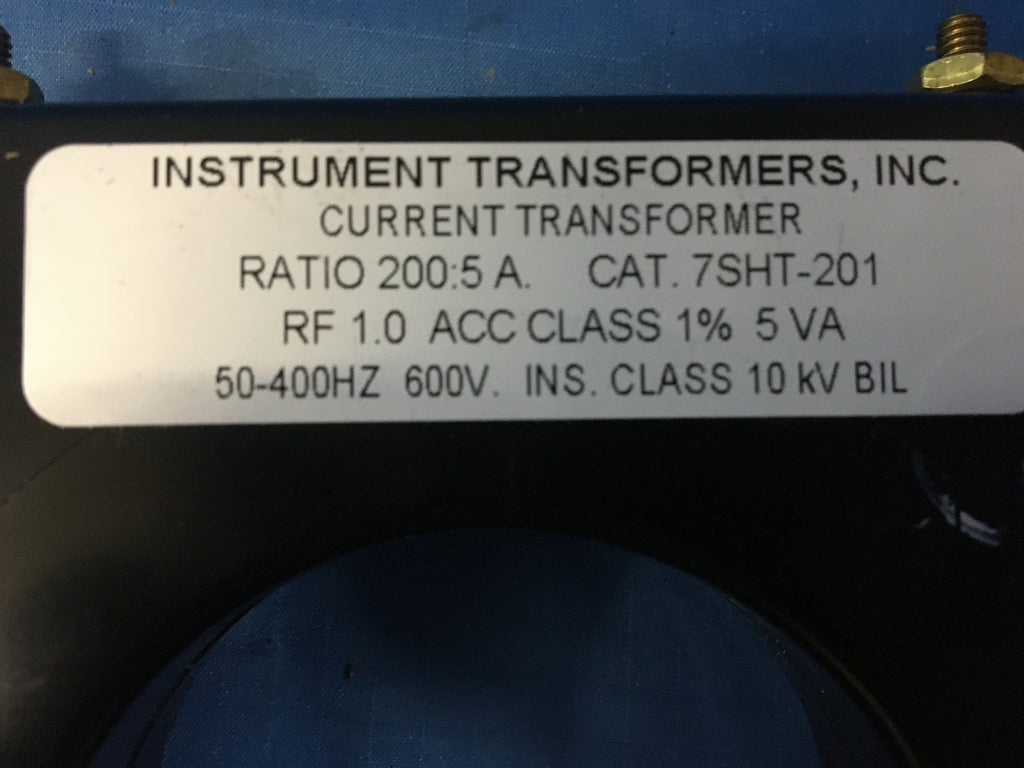 INSTRUMENT TRANSFORMERS, INC.
CURRENT TRANSFORMER
RATIO 200:5 A. CAT. 7SHT-201
RF 1.0 ACC CLASS 1% 5 VA
50-400HZ 600V. INS. CLASS 10 kV BIL